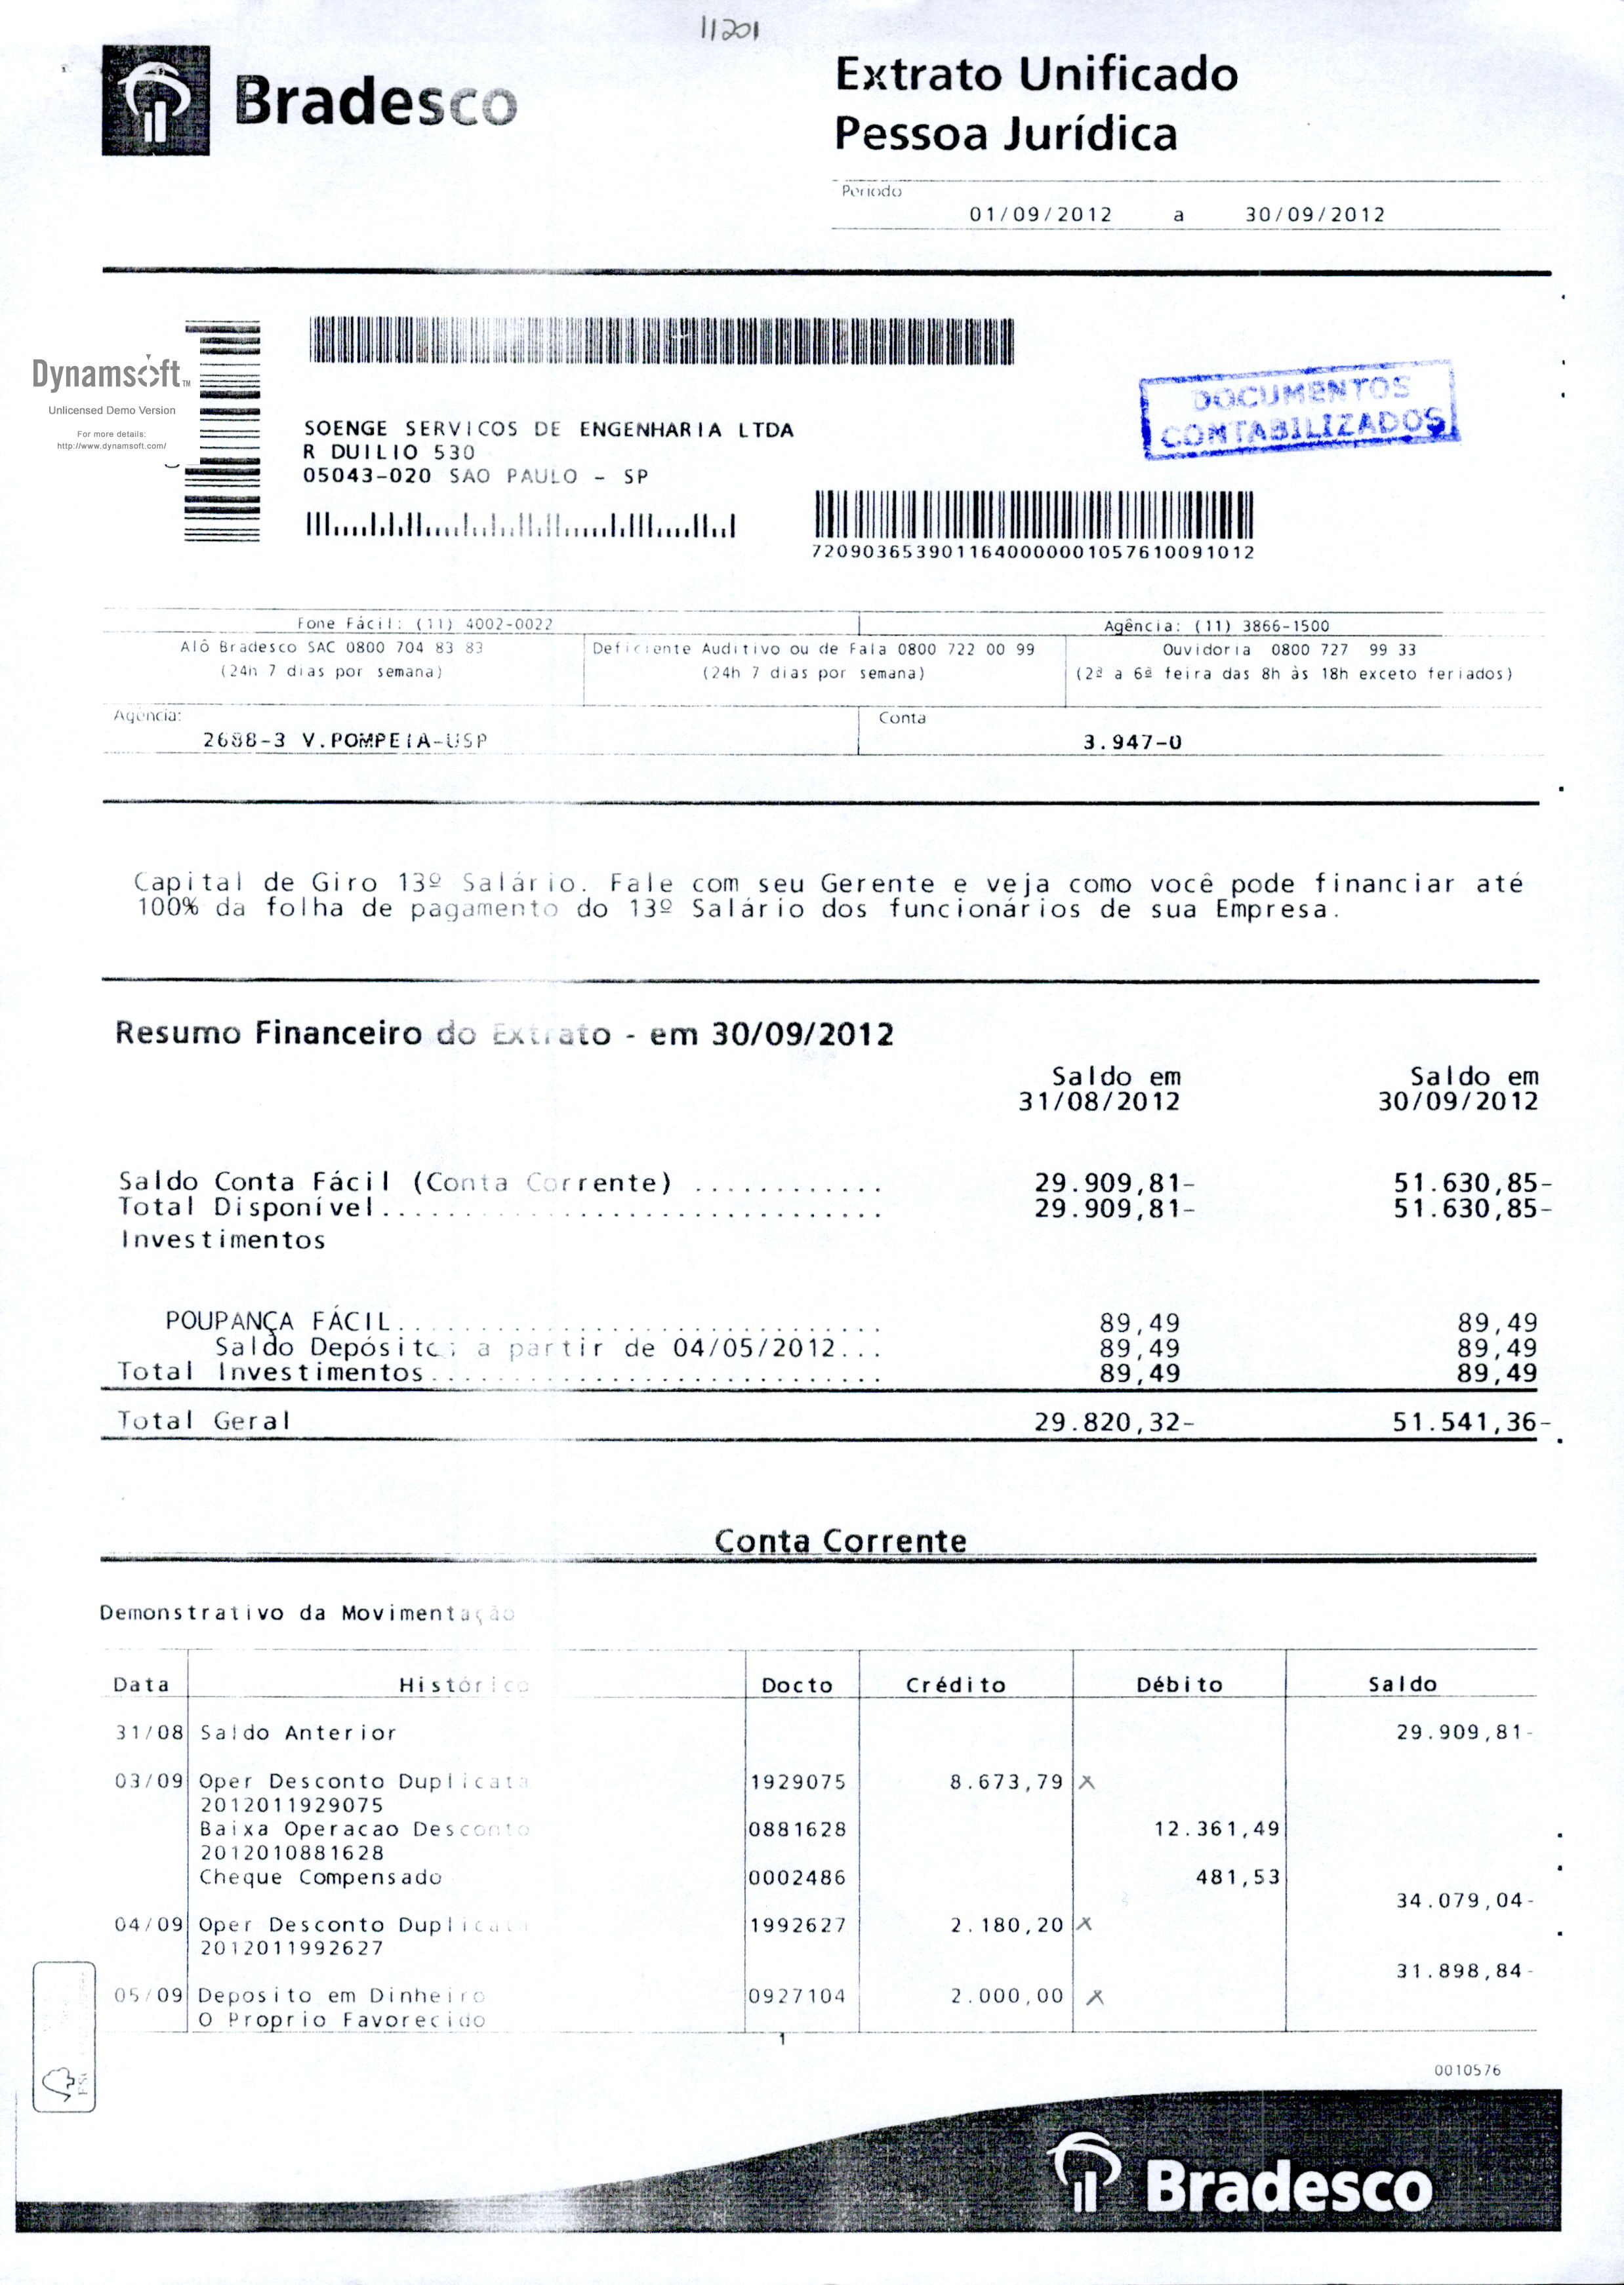 11201
Bradesco
Extrato Unificado
Pessoa Jurídica
Período
01/09/2012 a 30/09/2012
Dynamsoft TM
Unlicensed Demo Version
For more details:
http://www.dynamsoft.com/
DOCUMENTOS
CONTABILIZADOS
SOENGE SERVICOS DE ENGENHARIA LTDA
R DUILIO 530
05043-020 SAO PAULO - SP
7209036539011640000001057610091012
Fone Fácil: (11) 4002-0022 Agência: (11) 3866-1500
Alô Bradesco SAC 0800 704 83 83 Deficiente Auditivo ou de Fala 0800 722 00 99 Ouvidoria 0800 727 99 33
(24h 7 dias por semana) (24h 7 dias por semana) (2ª a 6ª feira das 8h às 18h exceto feriados)
Agência: Conta
2688-3 V.POMPEIA-USP 3.947-0
Capital de Giro 13º Salário. Fale com seu Gerente e veja como você pode financiar até
100% da folha de pagamento do 13º Salário dos funcionários de sua Empresa.
Resumo Financeiro do Extrato - em 30/09/2012
Saldo em Saldo em
31/08/2012 30/09/2012
Saldo Conta Fácil (Conta Corrente) ............ 29.909,81- 51.630,85-
Total Disponível............................... 29.909,81- 51.630,85-
Investimentos
POUPANÇA FÁCIL.............................. 89,49 89,49
Saldo Depósitos a partir de 04/05/2012... 89,49 89,49
Total Investimentos............................ 89,49 89,49
Total Geral 29.820,32- 51.541,36-
Conta Corrente
Demonstrativo da Movimentação
Data Histórico Docto Crédito Débito Saldo
31/08 Saldo Anterior 29.909,81-
03/09 Oper Desconto Duplicata 1929075 8.673,79 x
2012011929075
Baixa Operacao Desconto 0881628 12.361,49
2012010881628
Cheque Compensado 0002486 481,53
34.079,04-
04/09 Oper Desconto Duplicata 1992627 2.180,20 x
2012011992627
31.898,84-
05/09 Deposito em Dinheiro 0927104 2.000,00 x
O Proprio Favorecido
1
0010576
Bradesco